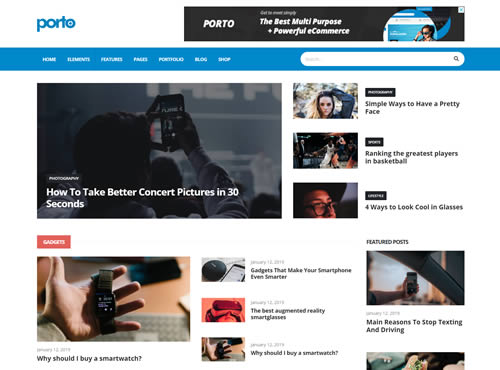 porto
PORTO
Get to meet simply
The Best Multi Purpose
+ Powerful eCommerce
HOME ELEMENTS FEATURES PAGES PORTFOLIO BLOG SHOP
Search...
PHOTOGRAPHY
How To Take Better Concert Pictures in 30
Seconds
PHOTOGRAPHY
Simple Ways to Have a Pretty
Face
SPORTS
Ranking the greatest players
in basketball
LIFESTYLE
4 Ways to Look Cool in Glasses
GADGETS
January 12, 2019
Why should I buy a smartwatch?
January 12, 2019
Gadgets That Make Your Smartphone
Even Smarter
January 12, 2019
The best augmented reality
smartglasses
January 12, 2019
Why should I buy a smartwatch?
FEATURED POSTS
January 12, 2019
Main Reasons To Stop Texting
And Driving